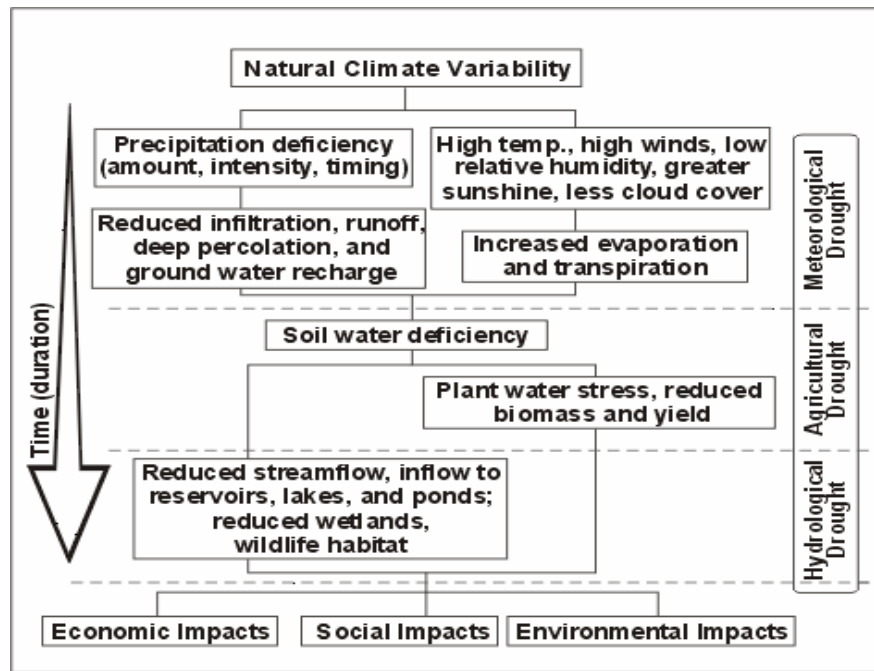 Natural Climate Variability
Precipitation deficiency
(amount, intensity, timing)
High temp., high winds, low
relative humidity, greater
sunshine, less cloud cover
Reduced infiltration, runoff,
deep percolation, and
ground water recharge
Increased evaporation
and transpiration
Meteorological
Drought
Soil water deficiency
Plant water stress, reduced
biomass and yield
Agricultural
Drought
Time (duration)
Reduced streamflow, inflow to
reservoirs, lakes, and ponds;
reduced wetlands,
wildlife habitat
Hydrological
Drought
Economic Impacts
Social Impacts
Environmental Impacts